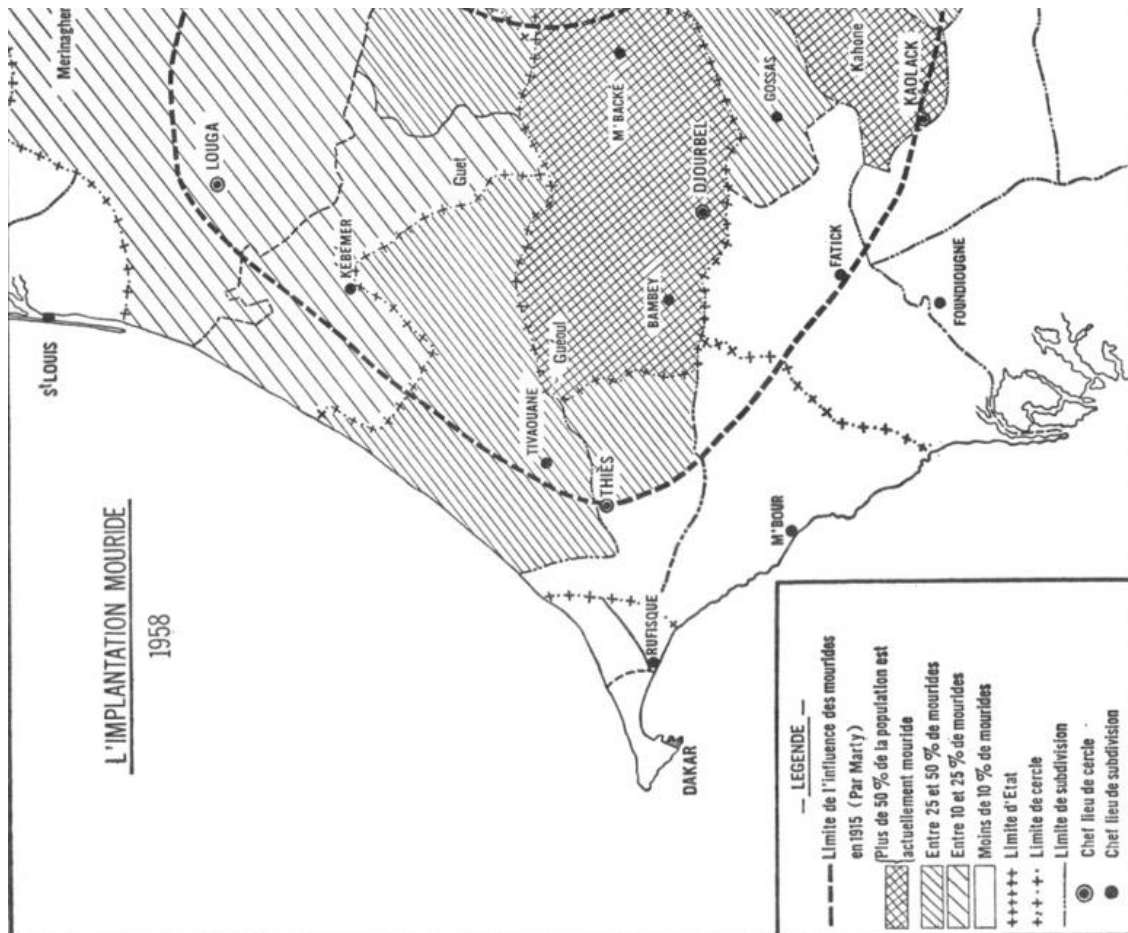 L'IMPLANTATION MOURIDE
1958
Merinagher
LOUGA
St LOUIS
KEBEMER
Guet
M'BACKÉ
Kahone
KAOLACK
GOSSAS
DJOURBEL
BAMBEY
FATICK
FOUNDIOUGNE
Guéoul
TIVAOUANE
THIÈS
M'BOUR
RUFISQUE
DAKAR
— LEGENDE —
Limite de l'influence des mourides
en 1915 (Par Marty)
Plus de 50 % de la population est
actuellement mouride
Entre 25 et 50 % de mourides
Entre 10 et 25 % de mourides
Moins de 10 % de mourides
Limite d'Etat
Limite de cercle
Limite de subdivision
Chef lieu de cercle
Chef lieu de subdivision